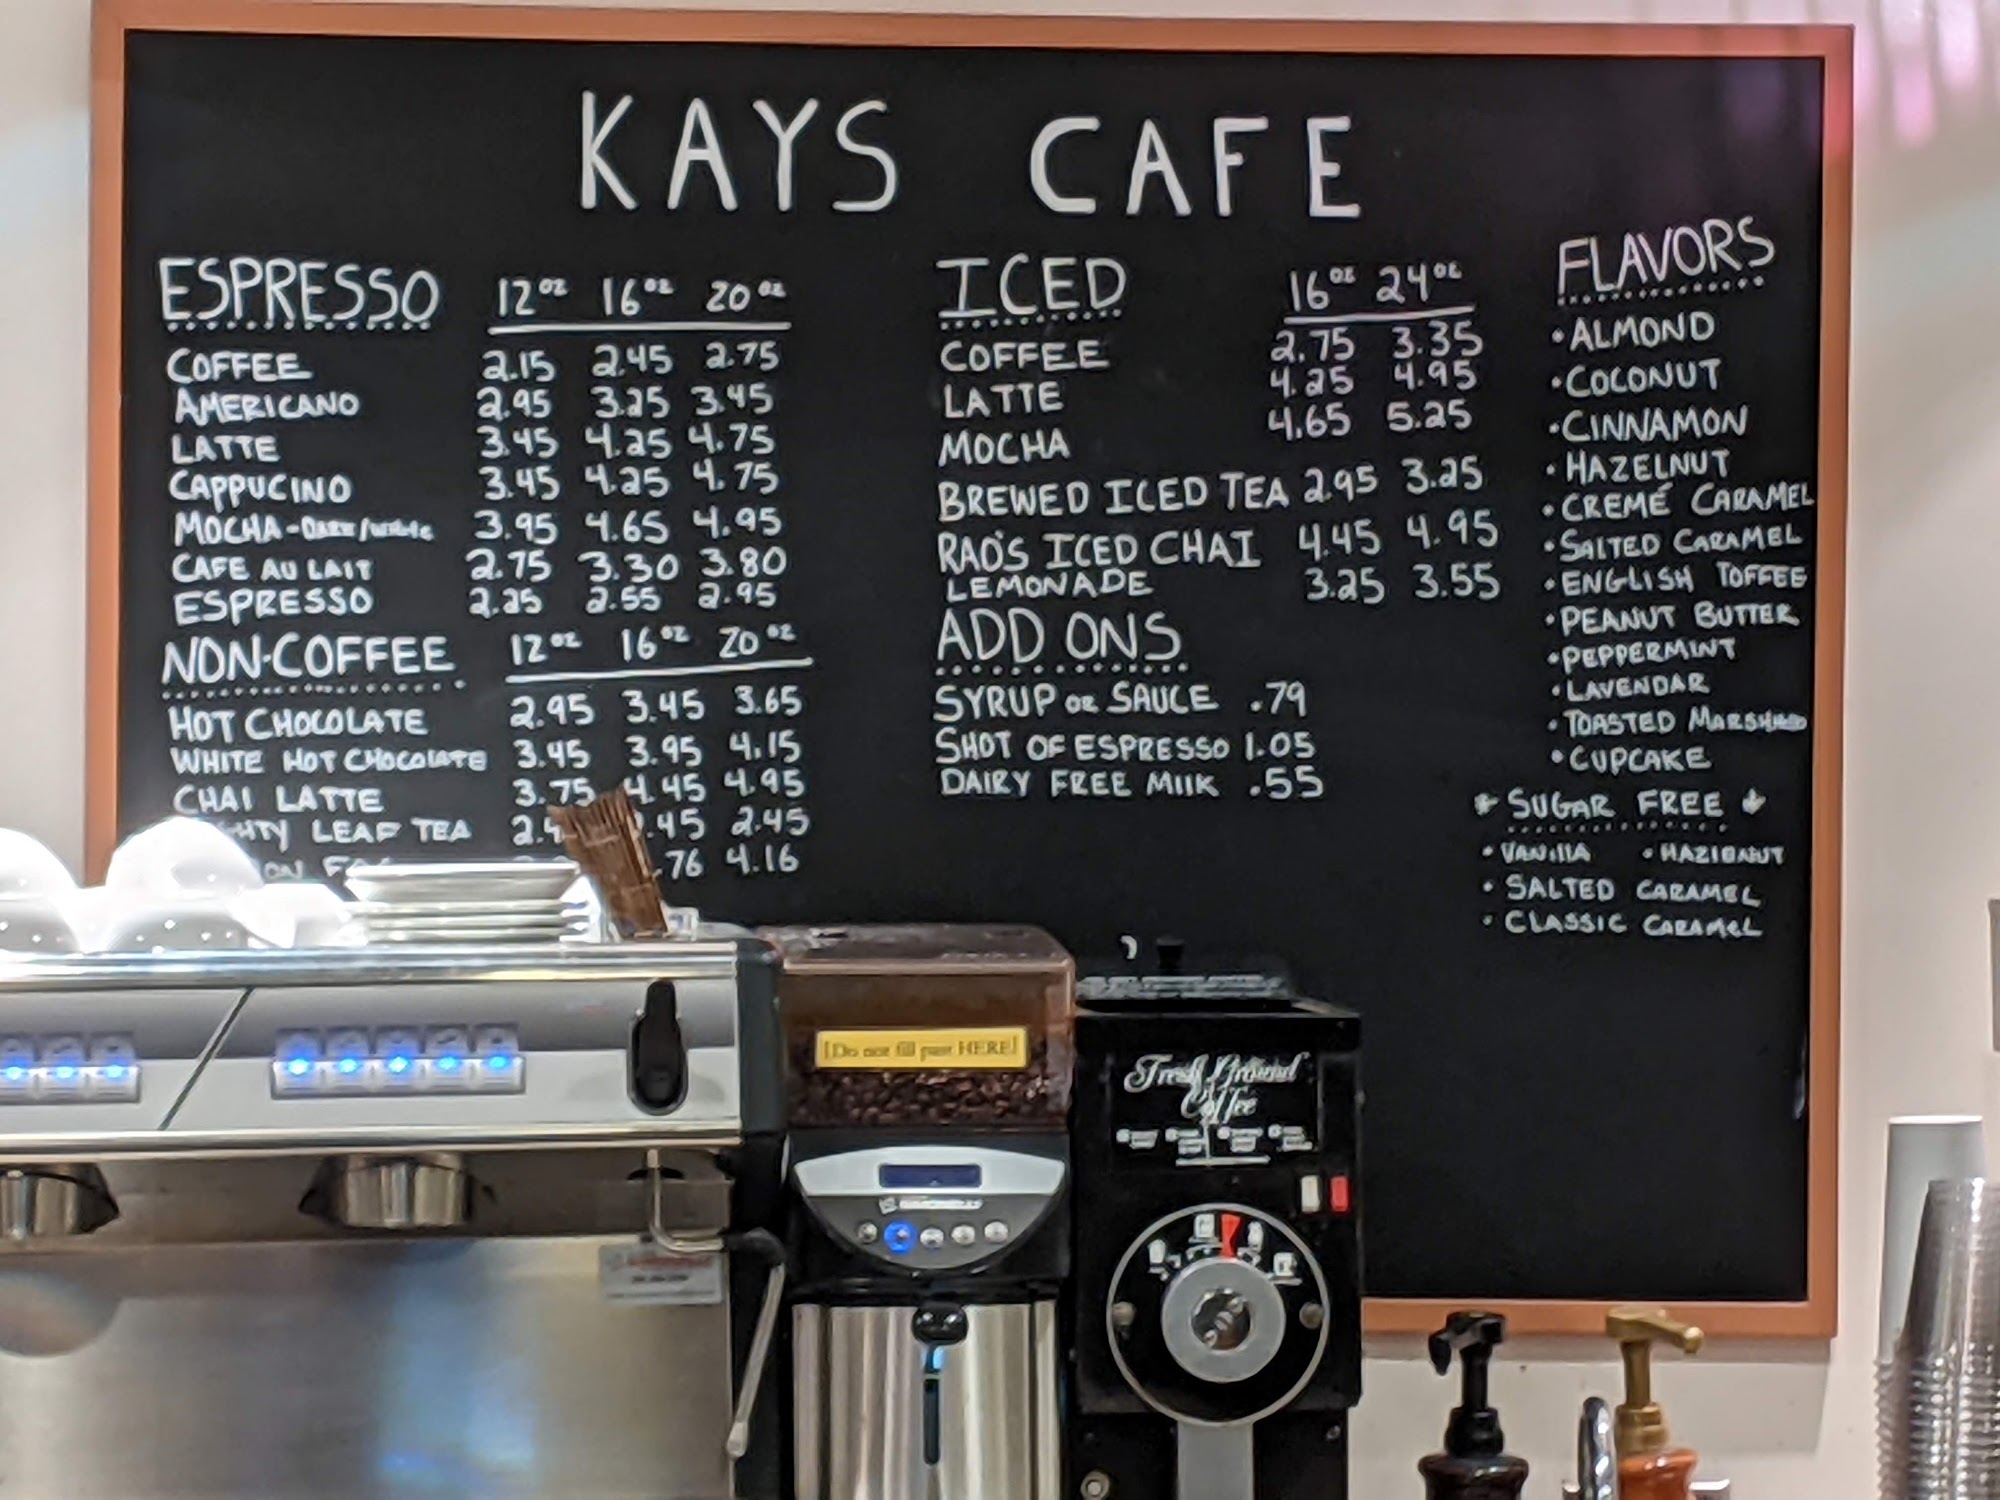 KAYS CAFE
ESPRESSO 12oz 16oz 20oz
COFFEE 2.15 2.45 2.75
AMERICANO 2.95 3.25 3.45
LATTE 3.45 4.25 4.75
CAPPUCINO 3.45 4.25 4.75
MOCHA-DARK/WHITE 3.95 4.65 4.95
CAFE AU LAIT 2.75 3.30 3.80
ESPRESSO 2.25 2.55 2.95
NON-COFFEE 12oz 16oz 20oz
HOT CHOCOLATE 2.95 3.45 3.65
WHITE HOT CHOCOLATE 3.45 3.95 4.15
CHAI LATTE 3.75 4.45 4.95
LEAF TEA 2.45
4.16
ICED 16oz 24oz
COFFEE 2.75 3.35
LATTE 4.25 4.95
MOCHA 4.65 5.25
BREWED ICED TEA 2.95 3.25
RAO'S ICED CHAI 4.45 4.95
LEMONADE 3.25 3.55
ADD ONS
SYRUP OR SAUCE .79
SHOT OF ESPRESSO 1.05
DAIRY FREE MIlK .55
FLAVORS
• ALMOND
• COCONUT
• CINNAMON
• HAZELNUT
• CREMÉ CARAMEL
• SALTED CARAMEL
• ENGLISH TOFFEE
• PEANUT BUTTER
• PEPPERMINT
• LAVENDAR
• TOASTED
• CUPCAKE
SUGAR FREE
• VANIllA • HAZlENUT
• SALTED CARAMEL
• CLASSIC CARAMEL
Do not fill past HERE!
Fresh Ground
Coffee